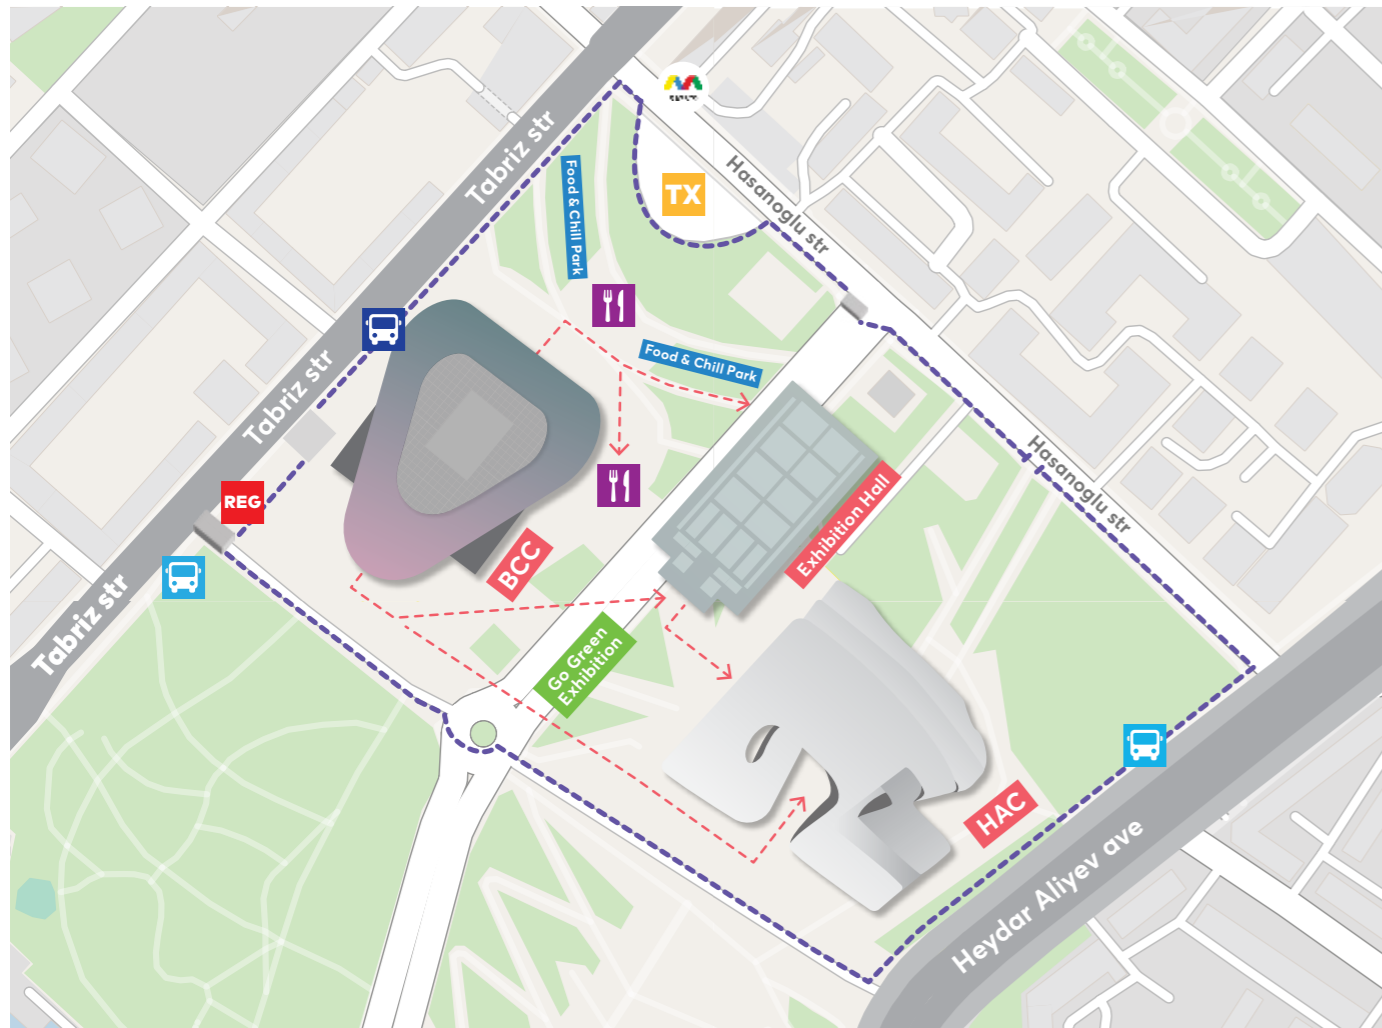 Tabriz str
Food & Chill Park
TX
Hasanoglu str
Food & Chill Park
Tabriz str
REG
Exhibition Hall
Hasanoglu str
BCC
Tabriz str
Go Green
Exhibition
HAC
Heydar Aliyev ave